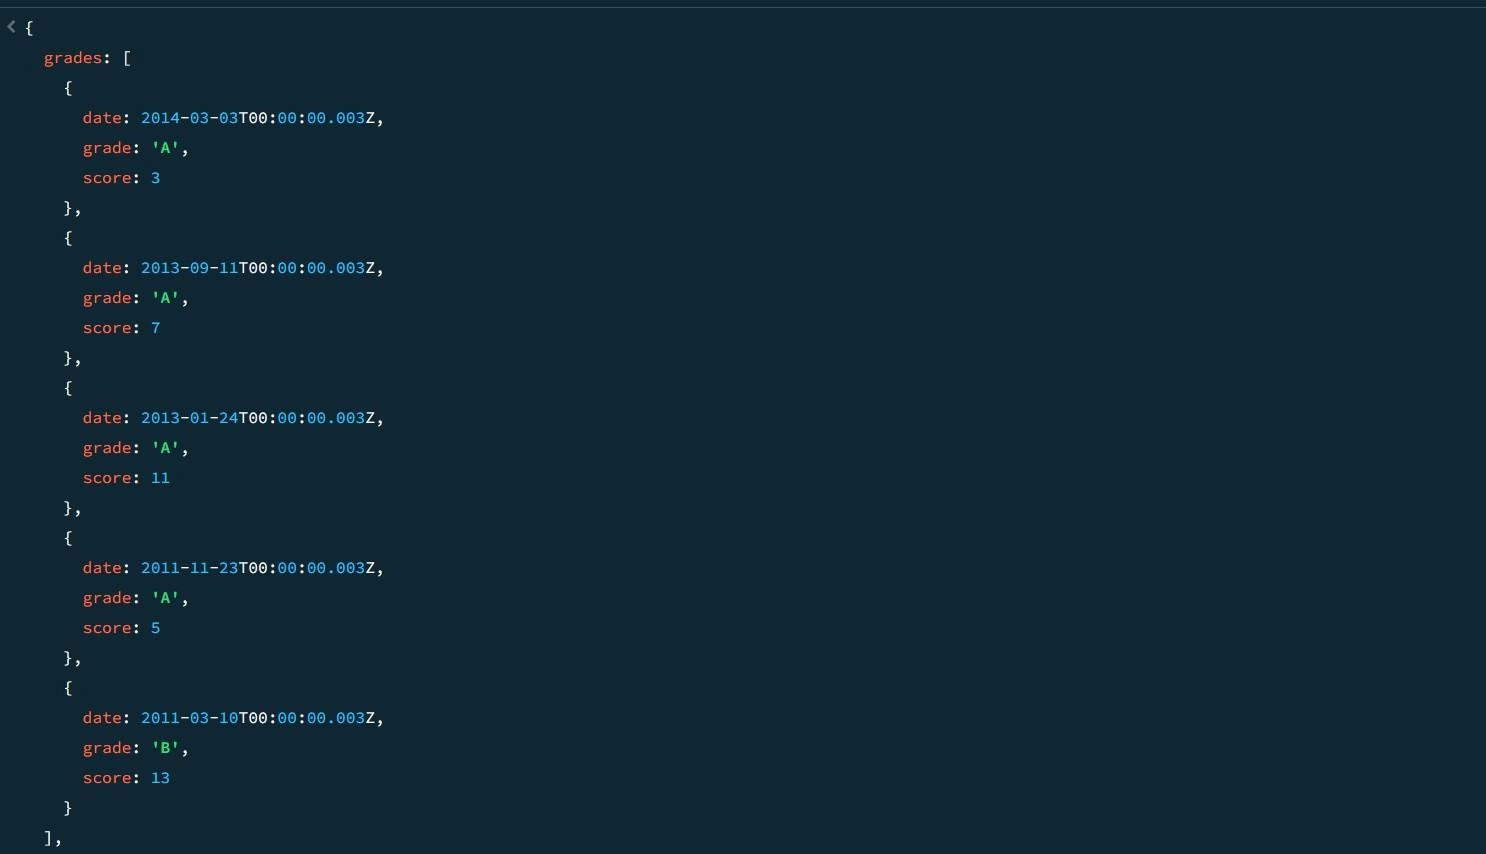 {
grades: [
{
date: 2014-03-03T00:00:00.003Z,
grade: 'A',
score: 3
},
{
date: 2013-09-11T00:00:00.003Z,
grade: 'A',
score: 7
},
{
date: 2013-01-24T00:00:00.003Z,
grade: 'A',
score: 11
},
{
date: 2011-11-23T00:00:00.003Z,
grade: 'A',
score: 5
},
{
date: 2011-03-10T00:00:00.003Z,
grade: 'B',
score: 13
}
],